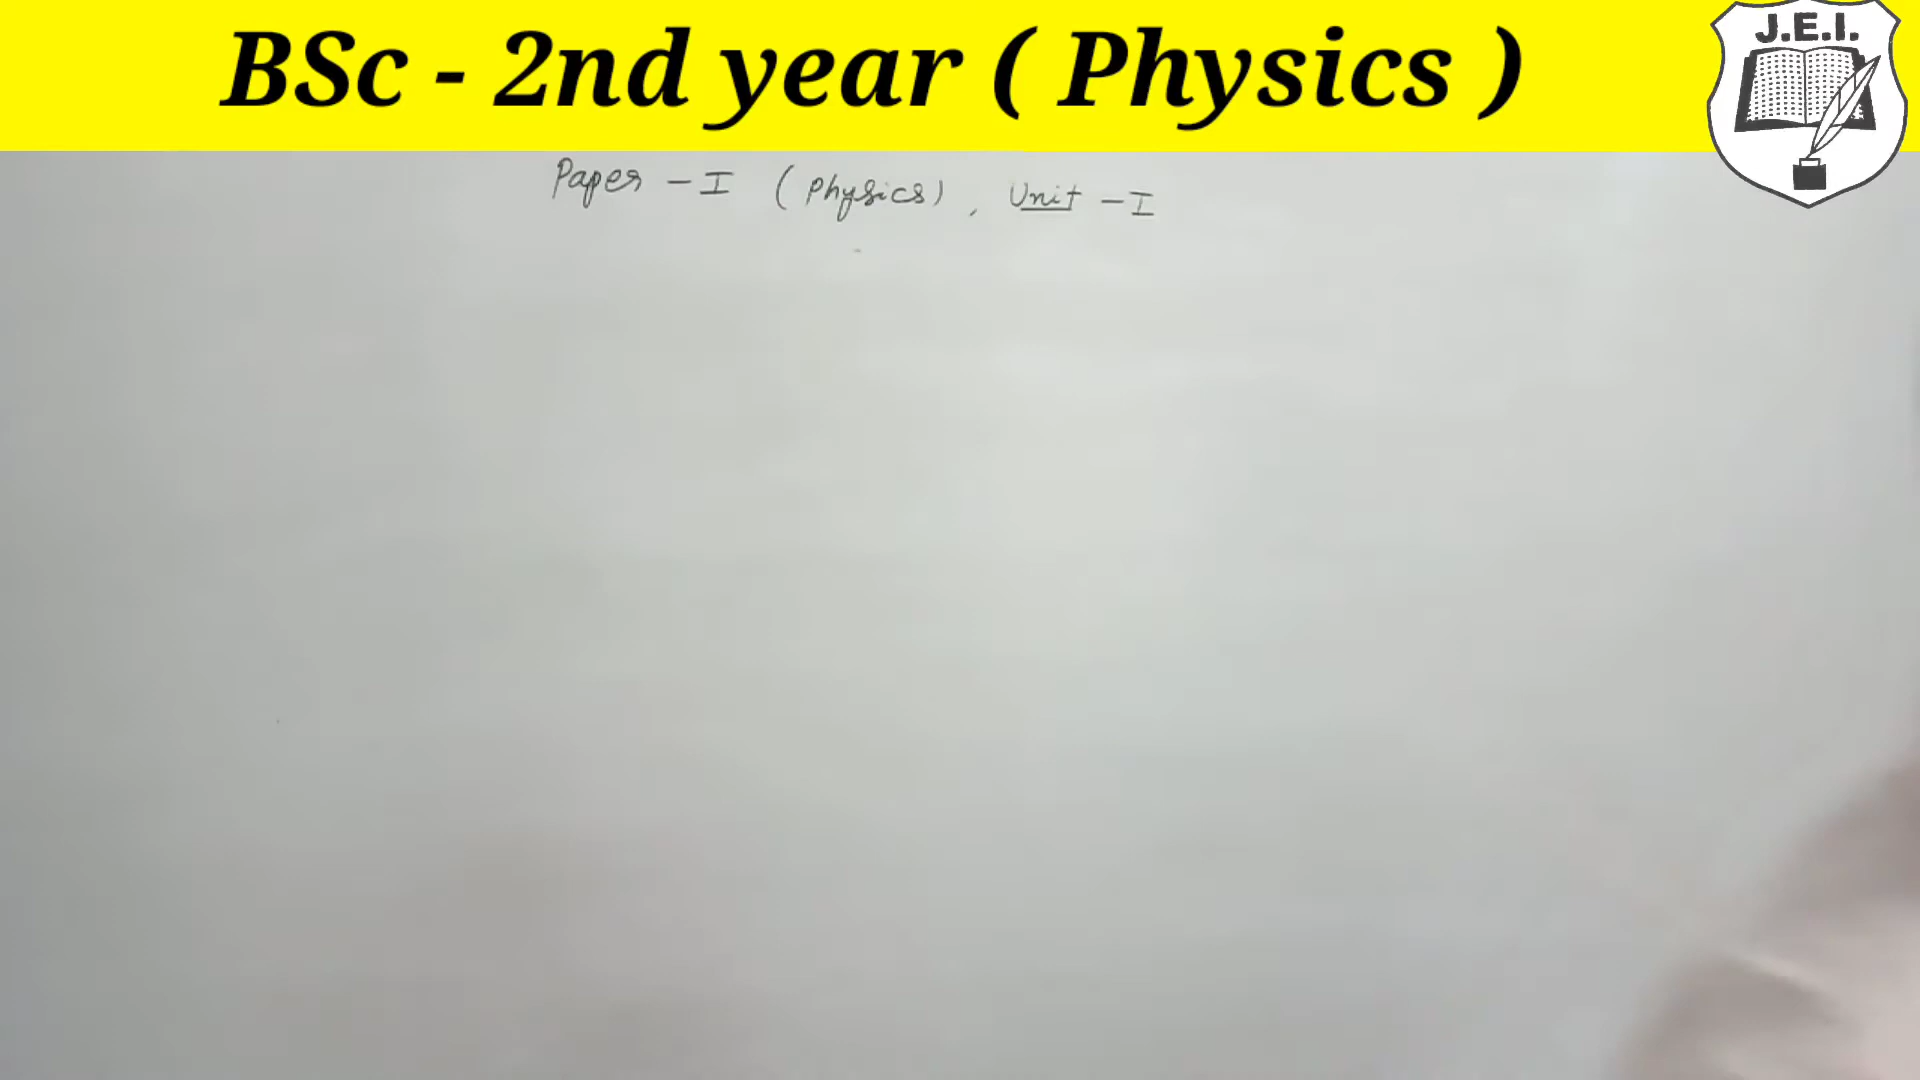 BSc - 2nd year ( Physics )
J.E.I.
Paper - I (Physics), Unit - I